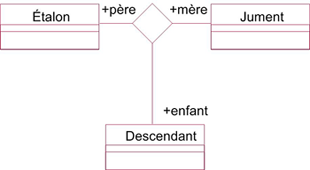 Étalon
+père
+mère
Jument
+enfant
Descendant